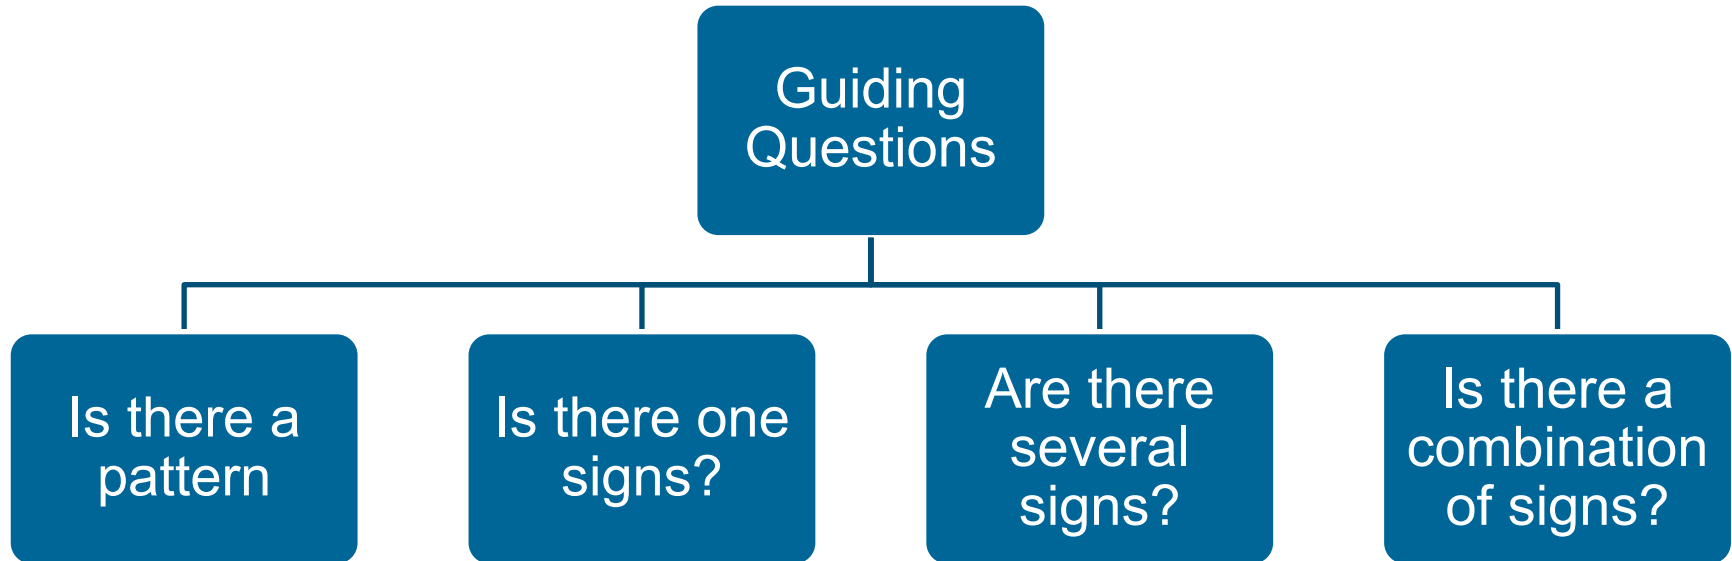 Guiding
Questions
Is there a
pattern
Is there one
signs?
Are there
several
signs?
Is there a
combination
of signs?